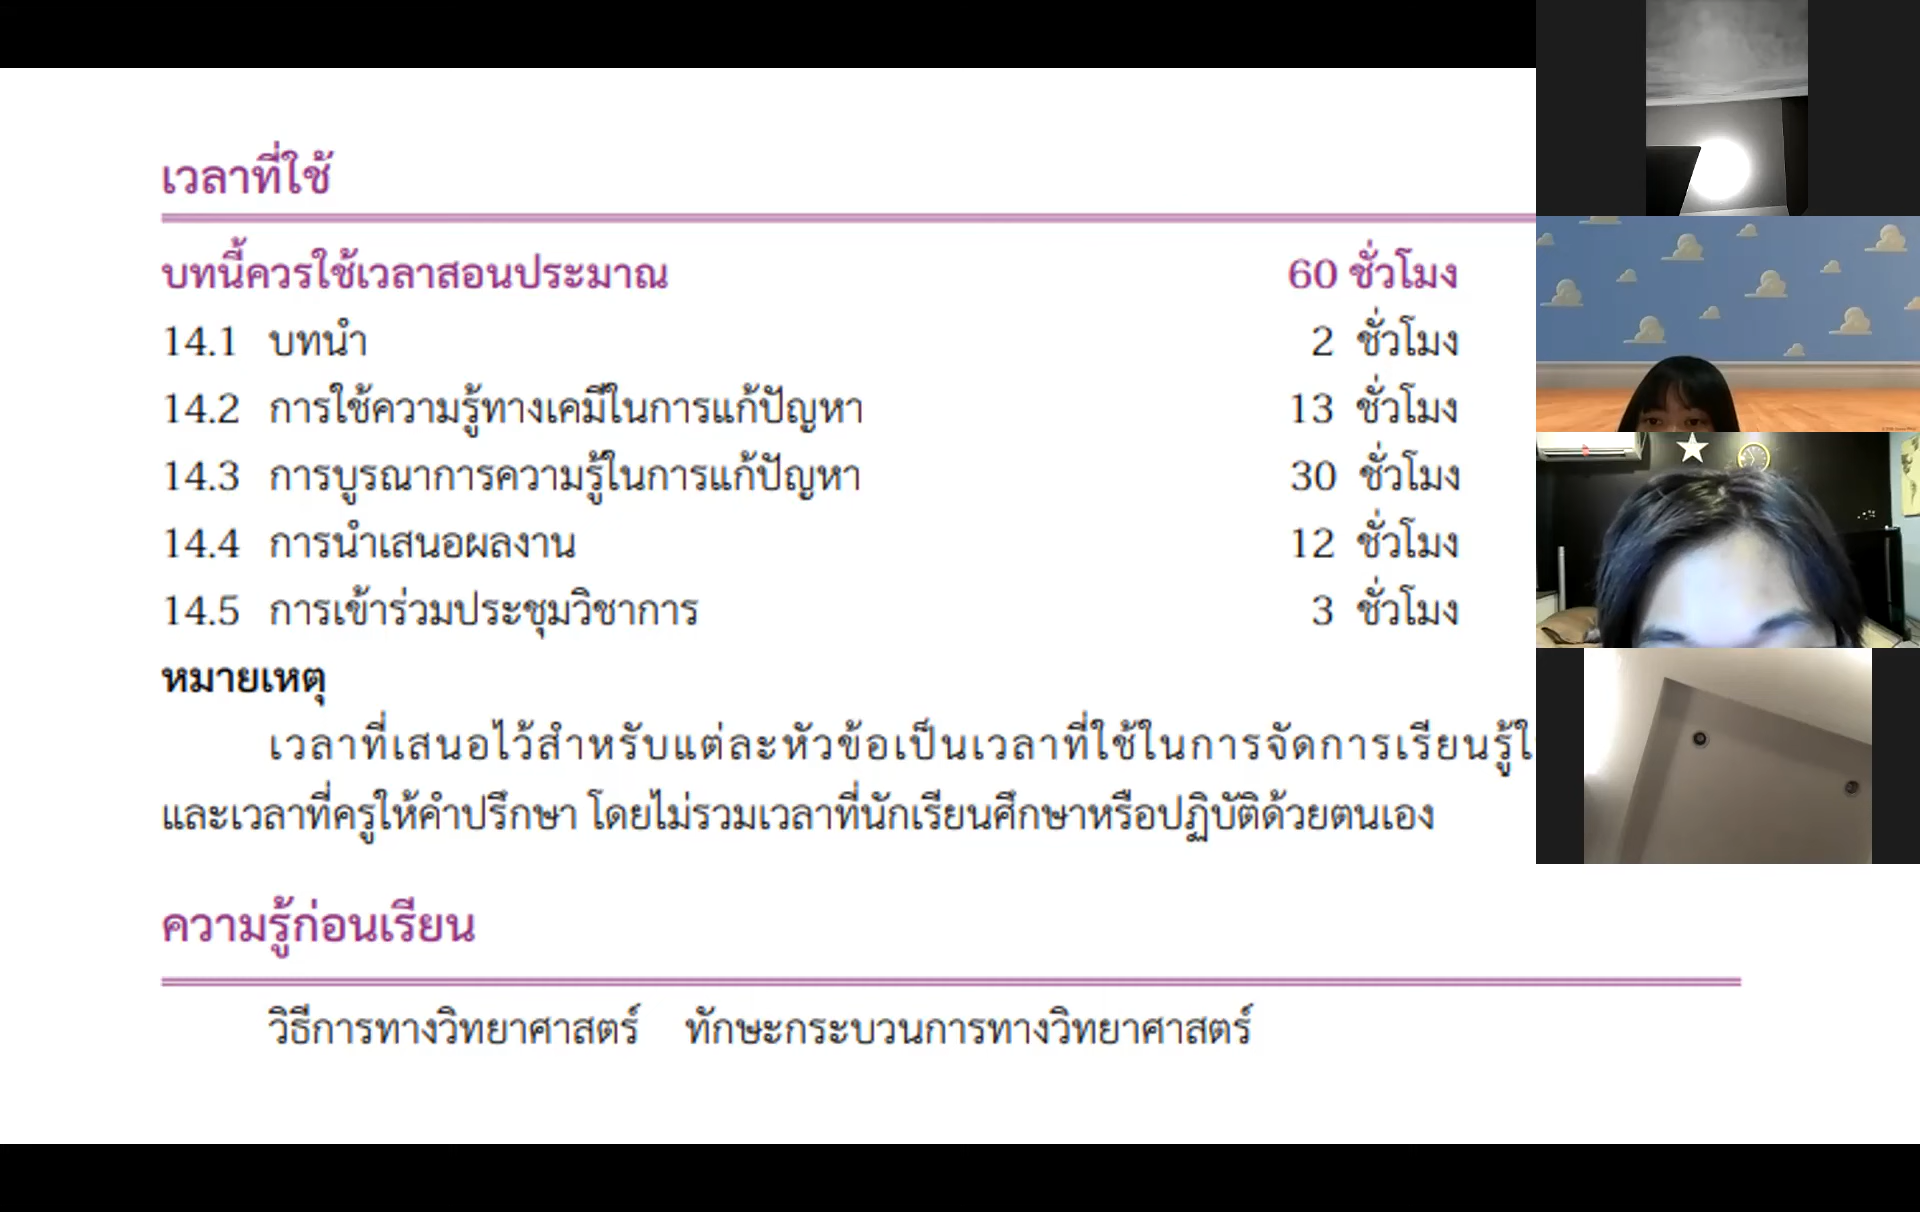 เวลาที่ใช้
บทนี้ควรใช้เวลาสอนประมาณ 60 ชั่วโมง
14.1 บทนำ 2 ชั่วโมง
14.2 การใช้ความรู้ทางเคมีในการแก้ปัญหา 13 ชั่วโมง
14.3 การบูรณาการความรู้ในการแก้ปัญหา 30 ชั่วโมง
14.4 การนำเสนอผลงาน 12 ชั่วโมง
14.5 การเข้าร่วมประชุมวิชาการ 3 ชั่วโมง
หมายเหตุ
เวลาที่เสนอไว้สำหรับแต่ละหัวข้อเป็นเวลาที่ใช้ในการจัดการเรียนรู้
และเวลาที่ครูให้คำปรึกษา โดยไม่รวมเวลาที่นักเรียนศึกษาหรือปฏิบัติด้วยตนเอง
ความรู้ก่อนเรียน
วิธีการทางวิทยาศาสตร์ ทักษะกระบวนการทางวิทยาศาสตร์